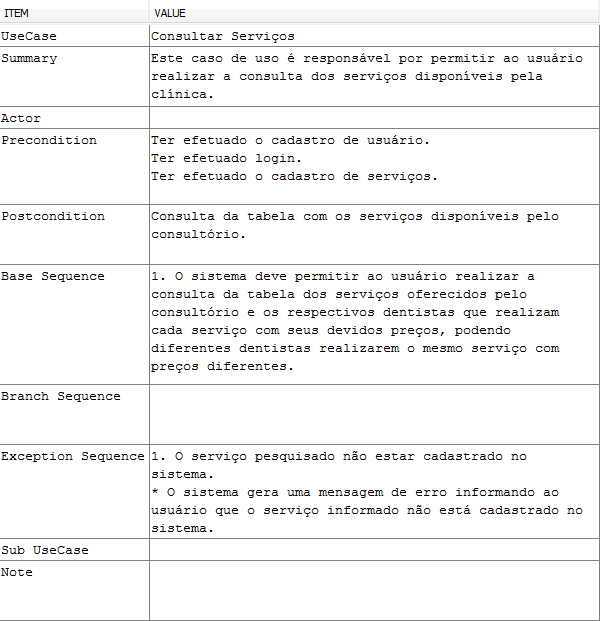 ITEM VALUE
UseCase Consultar Serviços
Summary Este caso de uso é responsável por permitir ao usuário
realizar a consulta dos serviços disponíveis pela
clínica.
Actor
Precondition Ter efetuado o cadastro de usuário.
Ter efetuado login.
Ter efetuado o cadastro de serviços.
Postcondition Consulta da tabela com os serviços disponíveis pelo
consultório.
Base Sequence 1. O sistema deve permitir ao usuário realizar a
consulta da tabela dos serviços oferecidos pelo
consultório e os respectivos dentistas que realizam
cada serviço com seus devidos preços, podendo
diferentes dentistas realizarem o mesmo serviço com
preços diferentes.
Branch Sequence
Exception Sequence 1. O serviço pesquisado não estar cadastrado no
sistema.
* O sistema gera uma mensagem de erro informando ao
usuário que o serviço informado não está cadastrado no
sistema.
Sub UseCase
Note